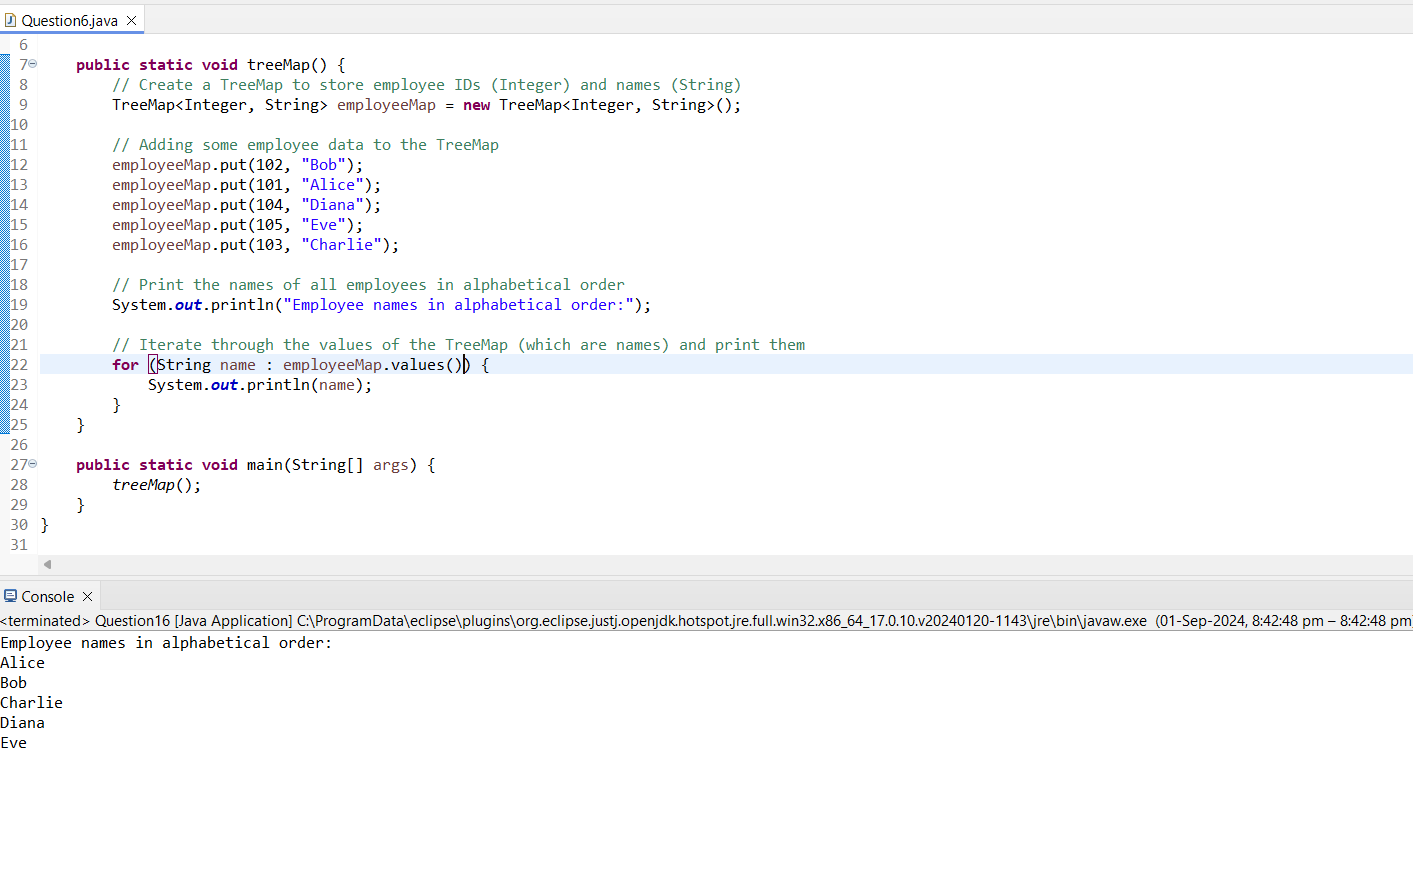 Question6.java
6
7 public static void treeMap() {
8 // Create a TreeMap to store employee IDs (Integer) and names (String)
9 TreeMap<Integer, String> employeeMap = new TreeMap<Integer, String>();
10
11 // Adding some employee data to the TreeMap
12 employeeMap.put(102, "Bob");
13 employeeMap.put(101, "Alice");
14 employeeMap.put(104, "Diana");
15 employeeMap.put(105, "Eve");
16 employeeMap.put(103, "Charlie");
17
18 // Print the names of all employees in alphabetical order
19 System.out.println("Employee names in alphabetical order:");
20
21 // Iterate through the values of the TreeMap (which are names) and print them
22 for (String name : employeeMap.values()) {
23 System.out.println(name);
24 }
25 }
26
27 public static void main(String[] args) {
28 treeMap();
29 }
30 }
31
Console
<terminated> Question16 [Java Application] C:\ProgramData\eclipse\plugins\org.eclipse.justj.openjdk.hotspot.jre.full.win32.x86_64_17.0.10.v20240120-1143\jre\bin\javaw.exe (01-Sep-2024, 8:42:48 pm – 8:42:48 pm
Employee names in alphabetical order:
Alice
Bob
Charlie
Diana
Eve